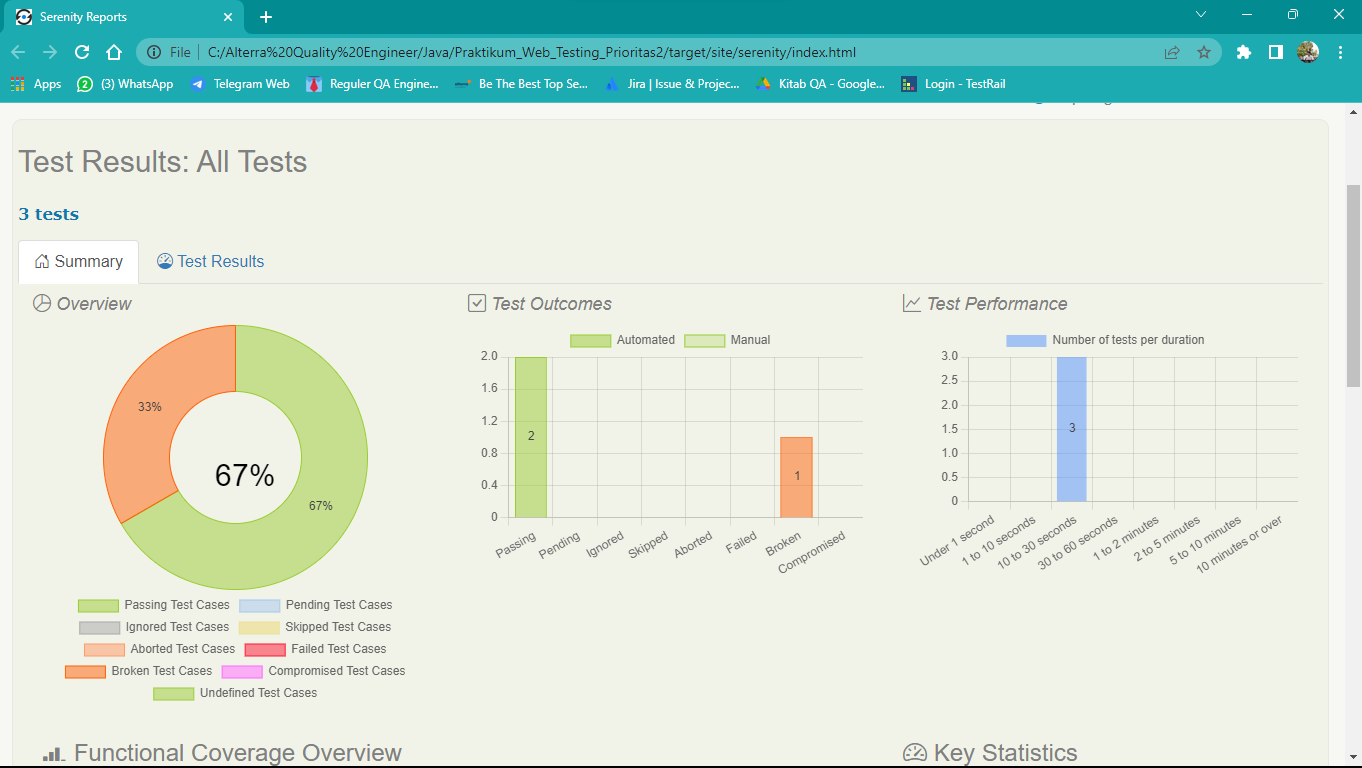 Serenity Reports
File C:/Alterra%20Quality%20Engineer/Java/Praktikum_Web_Testing_Prioritas2/target/site/serenity/index.html
Apps (3) WhatsApp Telegram Web Reguler QA Engine... Be The Best Top Se... Jira | Issue & Projec... Kitab QA - Google... Login - TestRail
2
Test Results: All Tests
3 tests
Summary Test Results
Overview
33%
67%
67%
Passing Test Cases Pending Test Cases
Ignored Test Cases Skipped Test Cases
Aborted Test Cases Failed Test Cases
Broken Test Cases Compromised Test Cases
Undefined Test Cases
Test Outcomes
Automated Manual
2.0
1.6
1.2
0.8
0.4
0
2
1
Passing Pending Ignored Skipped Aborted Failed Broken Compromised
Test Performance
Number of tests per duration
3.0
2.5
2.0
1.5
1.0
0.5
0
3
Under 1 second 1 to 10 seconds 10 to 30 seconds 30 to 60 seconds 1 to 2 minutes 2 to 5 minutes 5 to 10 minutes 10 minutes or over
Functional Coverage Overview
Key Statistics